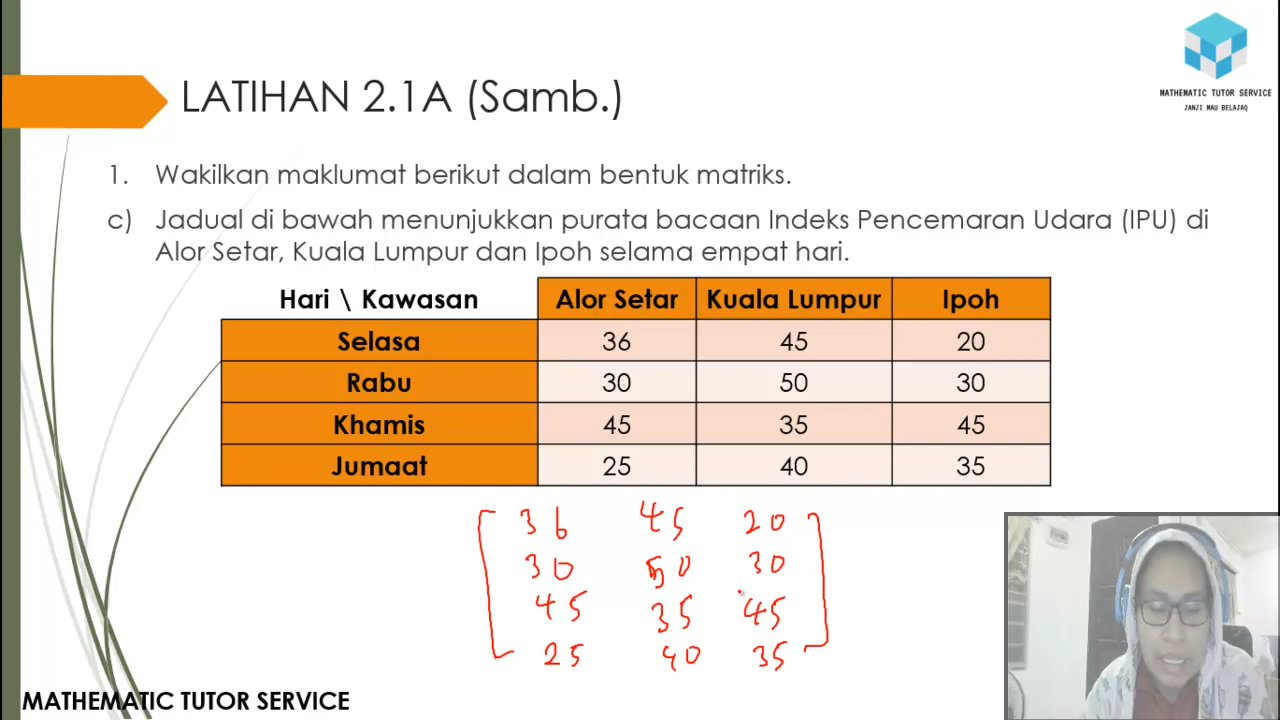 MATHEMATIC TUTOR SERVICE
JANJI MAU BELAJAQ
LATIHAN 2.1A (Samb.)
1. Wakilkan maklumat berikut dalam bentuk matriks.
c) Jadual di bawah menunjukkan purata bacaan Indeks Pencemaran Udara (IPU) di
Alor Setar, Kuala Lumpur dan Ipoh selama empat hari.
Hari \ Kawasan Alor Setar Kuala Lumpur Ipoh
Selasa 36 45 20
Rabu 30 50 30
Khamis 45 35 45
Jumaat 25 40 35
36 45 20
30 50 30
45 35 45
25 40 35
MATHEMATIC TUTOR SERVICE